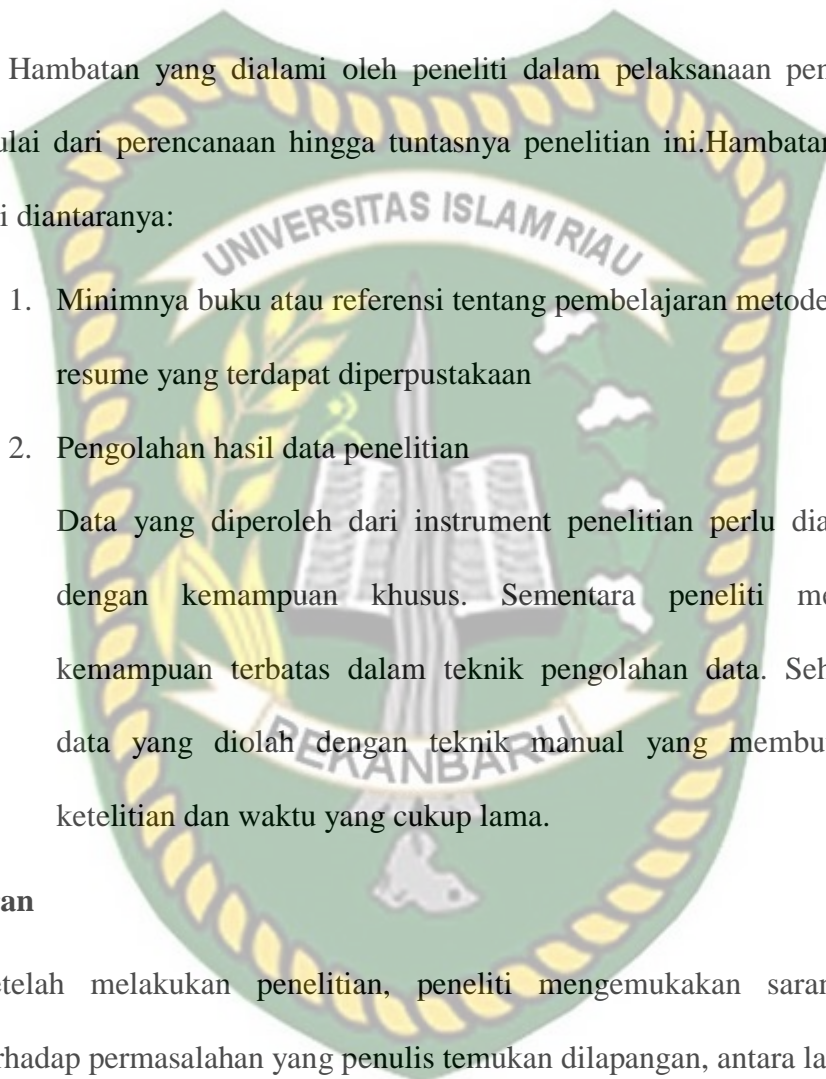 Hambatan yang dialami oleh peneliti dalam pelaksanaan pen
ulai dari perencanaan hingga tuntasnya penelitian ini.Hambatan
i diantaranya:
UNIVERSITAS ISLAM RIAU
1. Minimnya buku atau referensi tentang pembelajaran metode
resume yang terdapat diperpustakaan
2. Pengolahan hasil data penelitian
Data yang diperoleh dari instrument penelitian perlu dia
dengan kemampuan khusus. Sementara peneliti me
kemampuan terbatas dalam teknik pengolahan data. Seh
data yang diolah dengan teknik manual yang membu
PEKANBARU
ketelitian dan waktu yang cukup lama.
an
etelah melakukan penelitian, peneliti mengemukakan saran
rhadap permasalahan yang penulis temukan dilapangan, antara la